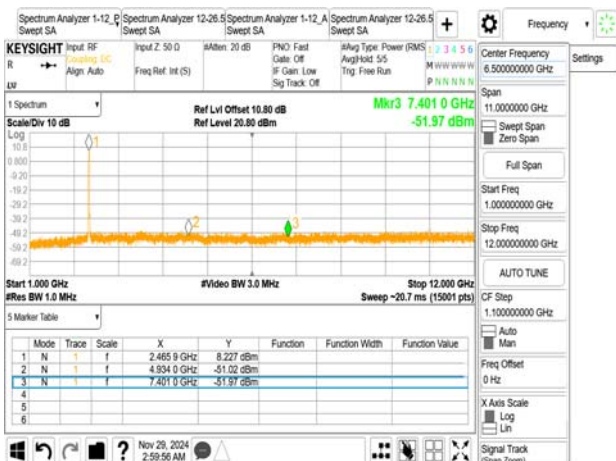 Spectrum Analyzer 1-12_P
Swept SA
Spectrum Analyzer 12-26.5
Swept SA
Spectrum Analyzer 1-12_A
Swept SA
Spectrum Analyzer 12-26.5
Swept SA
+
Frequency
Settings
KEYSIGHT
R
LXI
Input: RF
Coupling: DC
Align: Auto
Input Z: 50 Ω
Freq Ref: Int (S)
#Atten: 20 dB
PNO: Fast
Gate: Off
IF Gain: Low
Sig Track: Off
#Avg Type: Power (RMS
Avg|Hold: 5/5
Trig: Free Run
1 2 3 4 5 6
M W W W W W
P N N N N N
1 Spectrum
Scale/Div 10 dB
Ref Lvl Offset 10.80 dB
Ref Level 20.80 dBm
Mkr3 7.401 0 GHz
-51.97 dBm
Log
10.8
0.800
-9.20
-19.2
-29.2
-39.2
-49.2
-59.2
-69.2
1
2
3
Start 1.000 GHz
#Video BW 3.0 MHz
Stop 12.000 GHz
#Res BW 1.0 MHz
Sweep ~20.7 ms (15001 pts)
5 Marker Table
Mode Trace Scale X Y Function Function Width Function Value
1 N 1 f 2.465 9 GHz 8.227 dBm
2 N 1 f 4.934 0 GHz -51.02 dBm
3 N 1 f 7.401 0 GHz -51.97 dBm
4
5
6
Nov 29, 2024
2:59:56 AM
Center Frequency
6.500000000 GHz
Span
11.0000000 GHz
Swept Span
Zero Span
Full Span
Start Freq
1.000000000 GHz
Stop Freq
12.000000000 GHz
AUTO TUNE
CF Step
1.100000000 GHz
Auto
Man
Freq Offset
0 Hz
X Axis Scale
Log
Lin
Signal Track
(Span Zoom)